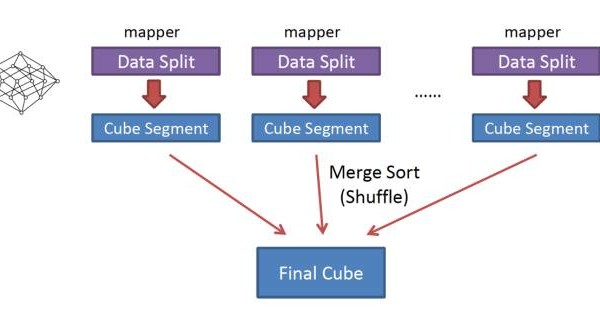 mapper
mapper
mapper
Data Split
Data Split
Data Split
......
Cube Segment
Cube Segment
Cube Segment
Merge Sort
(Shuffle)
Final Cube